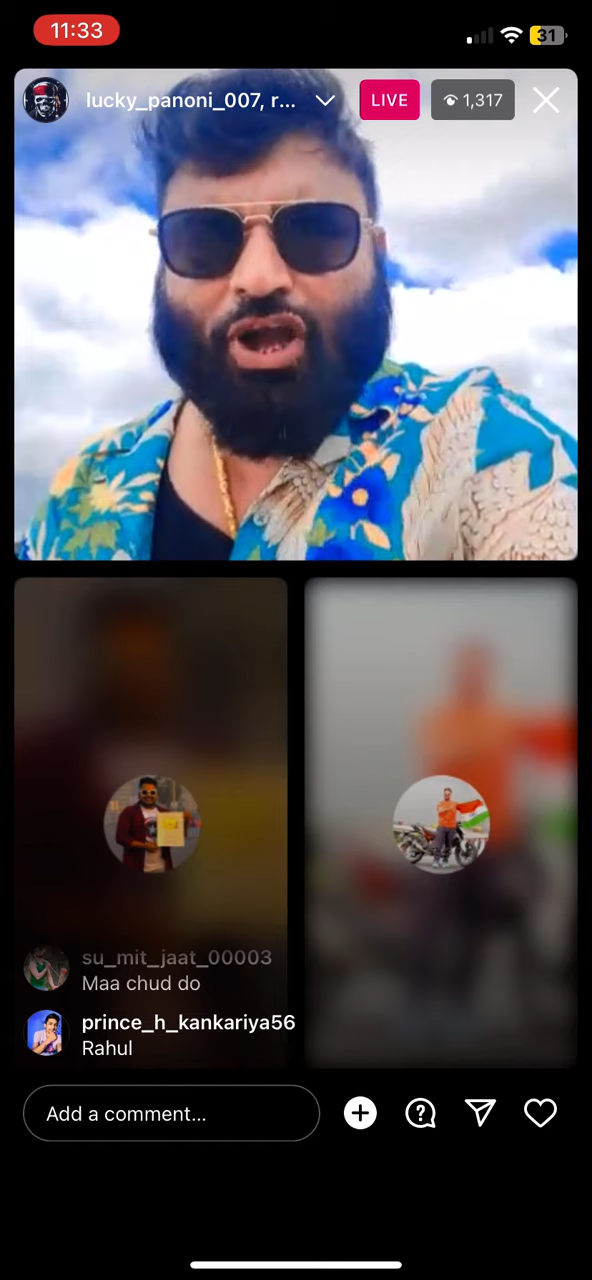 11:33
31
lucky_panoni_007, r...
LIVE
1,317
su_mit_jaat_00003
Maa chud do
prince_h_kankariya56
Rahul
Add a comment...